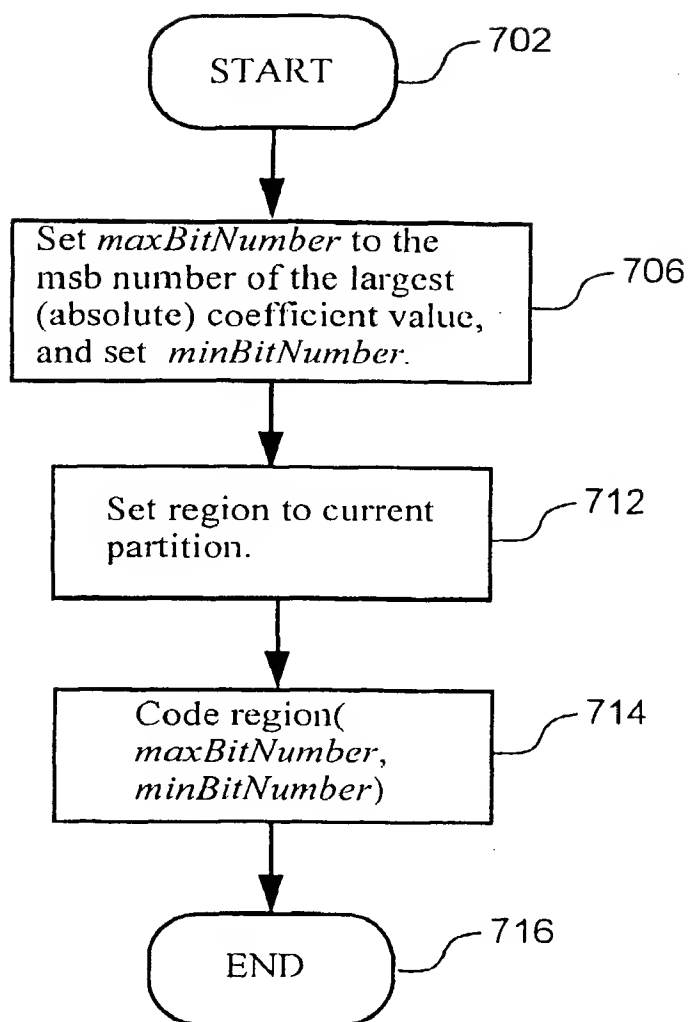 START
702
Set maxBitNumber to the
msb number of the largest
(absolute) coefficient value,
and set minBitNumber.
706
Set region to current
partition.
712
Code region(
maxBitNumber,
minBitNumber)
714
END
716